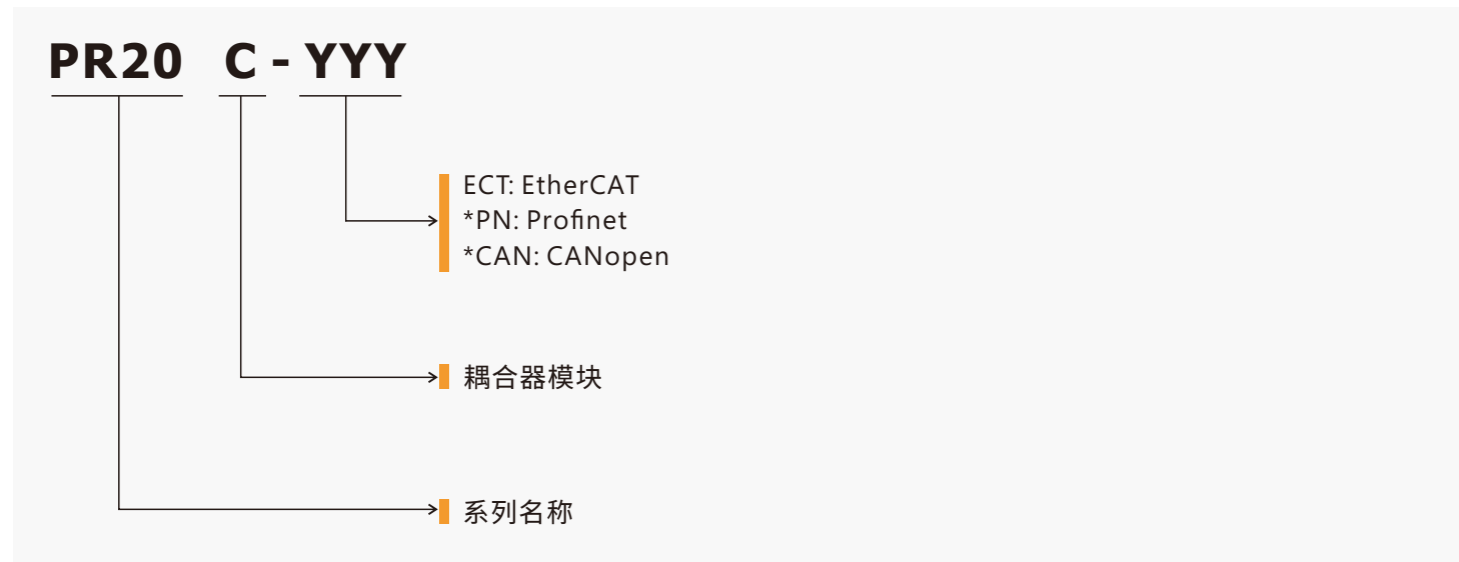 PR20 C - YYY
ECT: EtherCAT
*PN: Profinet
*CAN: CANopen
耦合器模块
系列名称